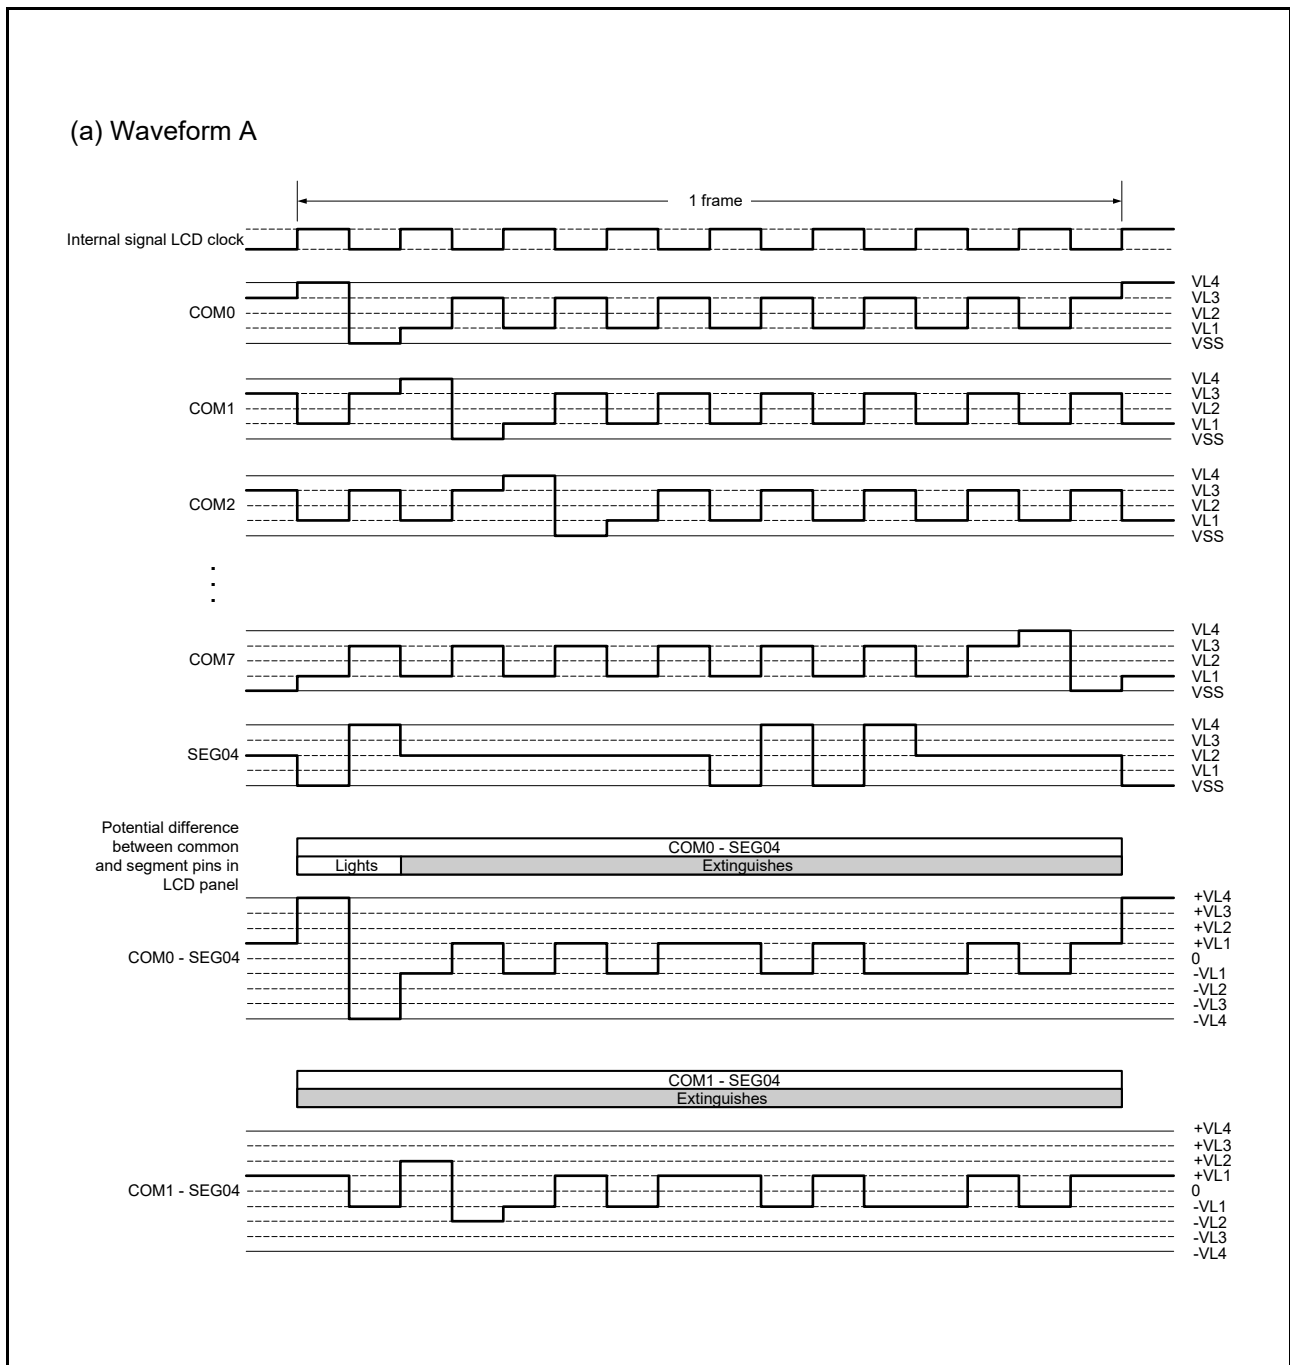 (a) Waveform A
1 frame
Internal signal LCD clock
COM0
VL4
VL3
VL2
VL1
VSS
COM1
VL4
VL3
VL2
VL1
VSS
COM2
VL4
VL3
VL2
VL1
VSS
COM7
VL4
VL3
VL2
VL1
VSS
SEG04
VL4
VL3
VL2
VL1
VSS
Potential difference
between common
and segment pins in
LCD panel
COM0 - SEG04
Lights
Extinguishes
COM0 - SEG04
+VL4
+VL3
+VL2
+VL1
0
-VL1
-VL2
-VL3
-VL4
COM1 - SEG04
Extinguishes
COM1 - SEG04
+VL4
+VL3
+VL2
+VL1
0
-VL1
-VL2
-VL3
-VL4